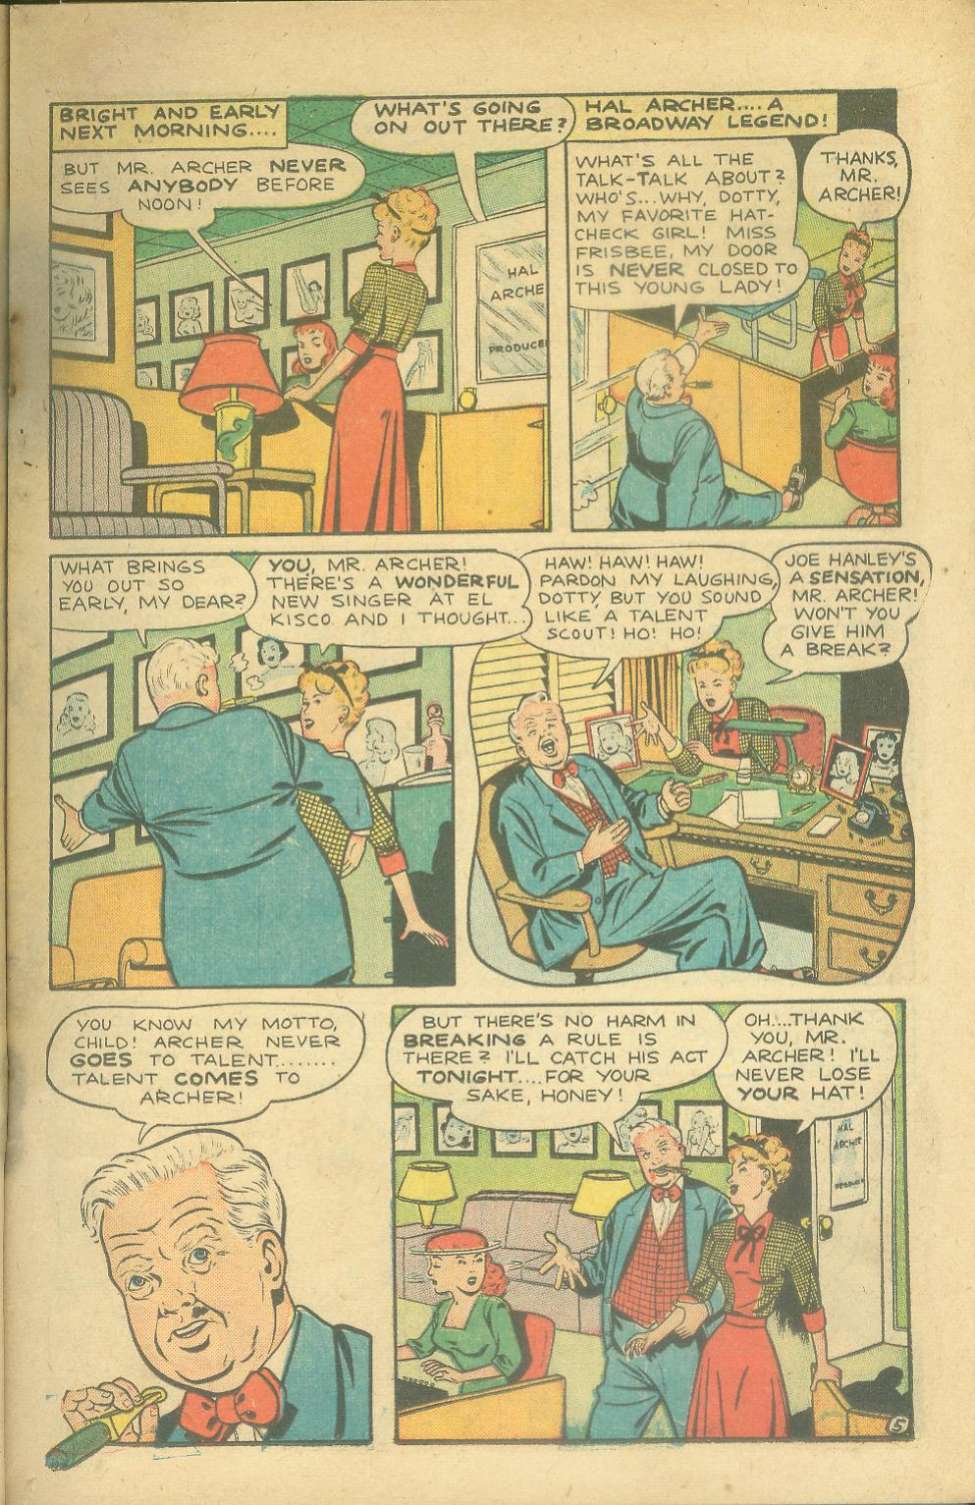 BRIGHT AND EARLY
NEXT MORNING....
BUT MR. ARCHER NEVER
SEES ANYBODY BEFORE
NOON!
WHAT'S GOING
ON OUT THERE?
HAL
ARCHE
PRODUCE
HAL ARCHER....A
BROADWAY LEGEND!
WHAT'S ALL THE
TALK-TALK ABOUT?
WHO'S...WHY, DOTTY,
MY FAVORITE HAT-
CHECK GIRL! MISS
FRISBEE, MY DOOR
IS NEVER CLOSED TO
THIS YOUNG LADY!
THANKS,
MR.
ARCHER!
WHAT BRINGS
YOU OUT SO
EARLY, MY DEAR?
YOU, MR. ARCHER!
THERE'S A WONDERFUL
NEW SINGER AT EL
KISCO AND I THOUGHT...
HAW! HAW! HAW!
PARDON MY LAUGHING,
DOTTY, BUT YOU SOUND
LIKE A TALENT
SCOUT! HO! HO!
JOE HANLEY'S
A SENSATION,
MR. ARCHER!
WON'T YOU
GIVE HIM
A BREAK?
YOU KNOW MY MOTTO,
CHILD! ARCHER NEVER
GOES TO TALENT........
TALENT COMES TO
ARCHER!
BUT THERE'S NO HARM IN
BREAKING A RULE IS
THERE? I'LL CATCH HIS ACT
TONIGHT....FOR YOUR
SAKE, HONEY!
OH...THANK
YOU, MR.
ARCHER! I'LL
NEVER LOSE
YOUR HAT!
HAL
ARCHE
PRODUCE
5